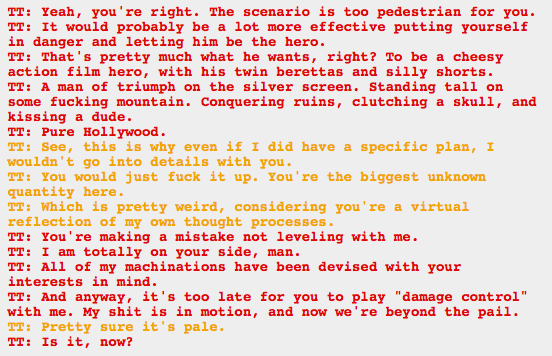 TT: Yeah, you're right. The scenario is too pedestrian for you.
TT: It would probably be a lot more effective putting yourself
in danger and letting him be the hero.
TT: That's pretty much what he wants, right? To be a cheesy
action film hero, with his twin berettas and silly shorts.
TT: A man of triumph on the silver screen. Standing tall on
some fucking mountain. Conquering ruins, clutching a skull, and
kissing a dude.
TT: Pure Hollywood.
TT: See, this is why even if I did have a specific plan, I
wouldn't go into details with you.
TT: You would just fuck it up. You're the biggest unknown
quantity here.
TT: Which is pretty weird, considering you're a virtual
reflection of my own thought processes.
TT: You're making a mistake not leveling with me.
TT: I am totally on your side, man.
TT: All of my machinations have been devised with your
interests in mind.
TT: And anyway, it's too late for you to play "damage control"
with me. My shit is in motion, and now we're beyond the pail.
TT: Pretty sure it's pale.
TT: Is it, now?